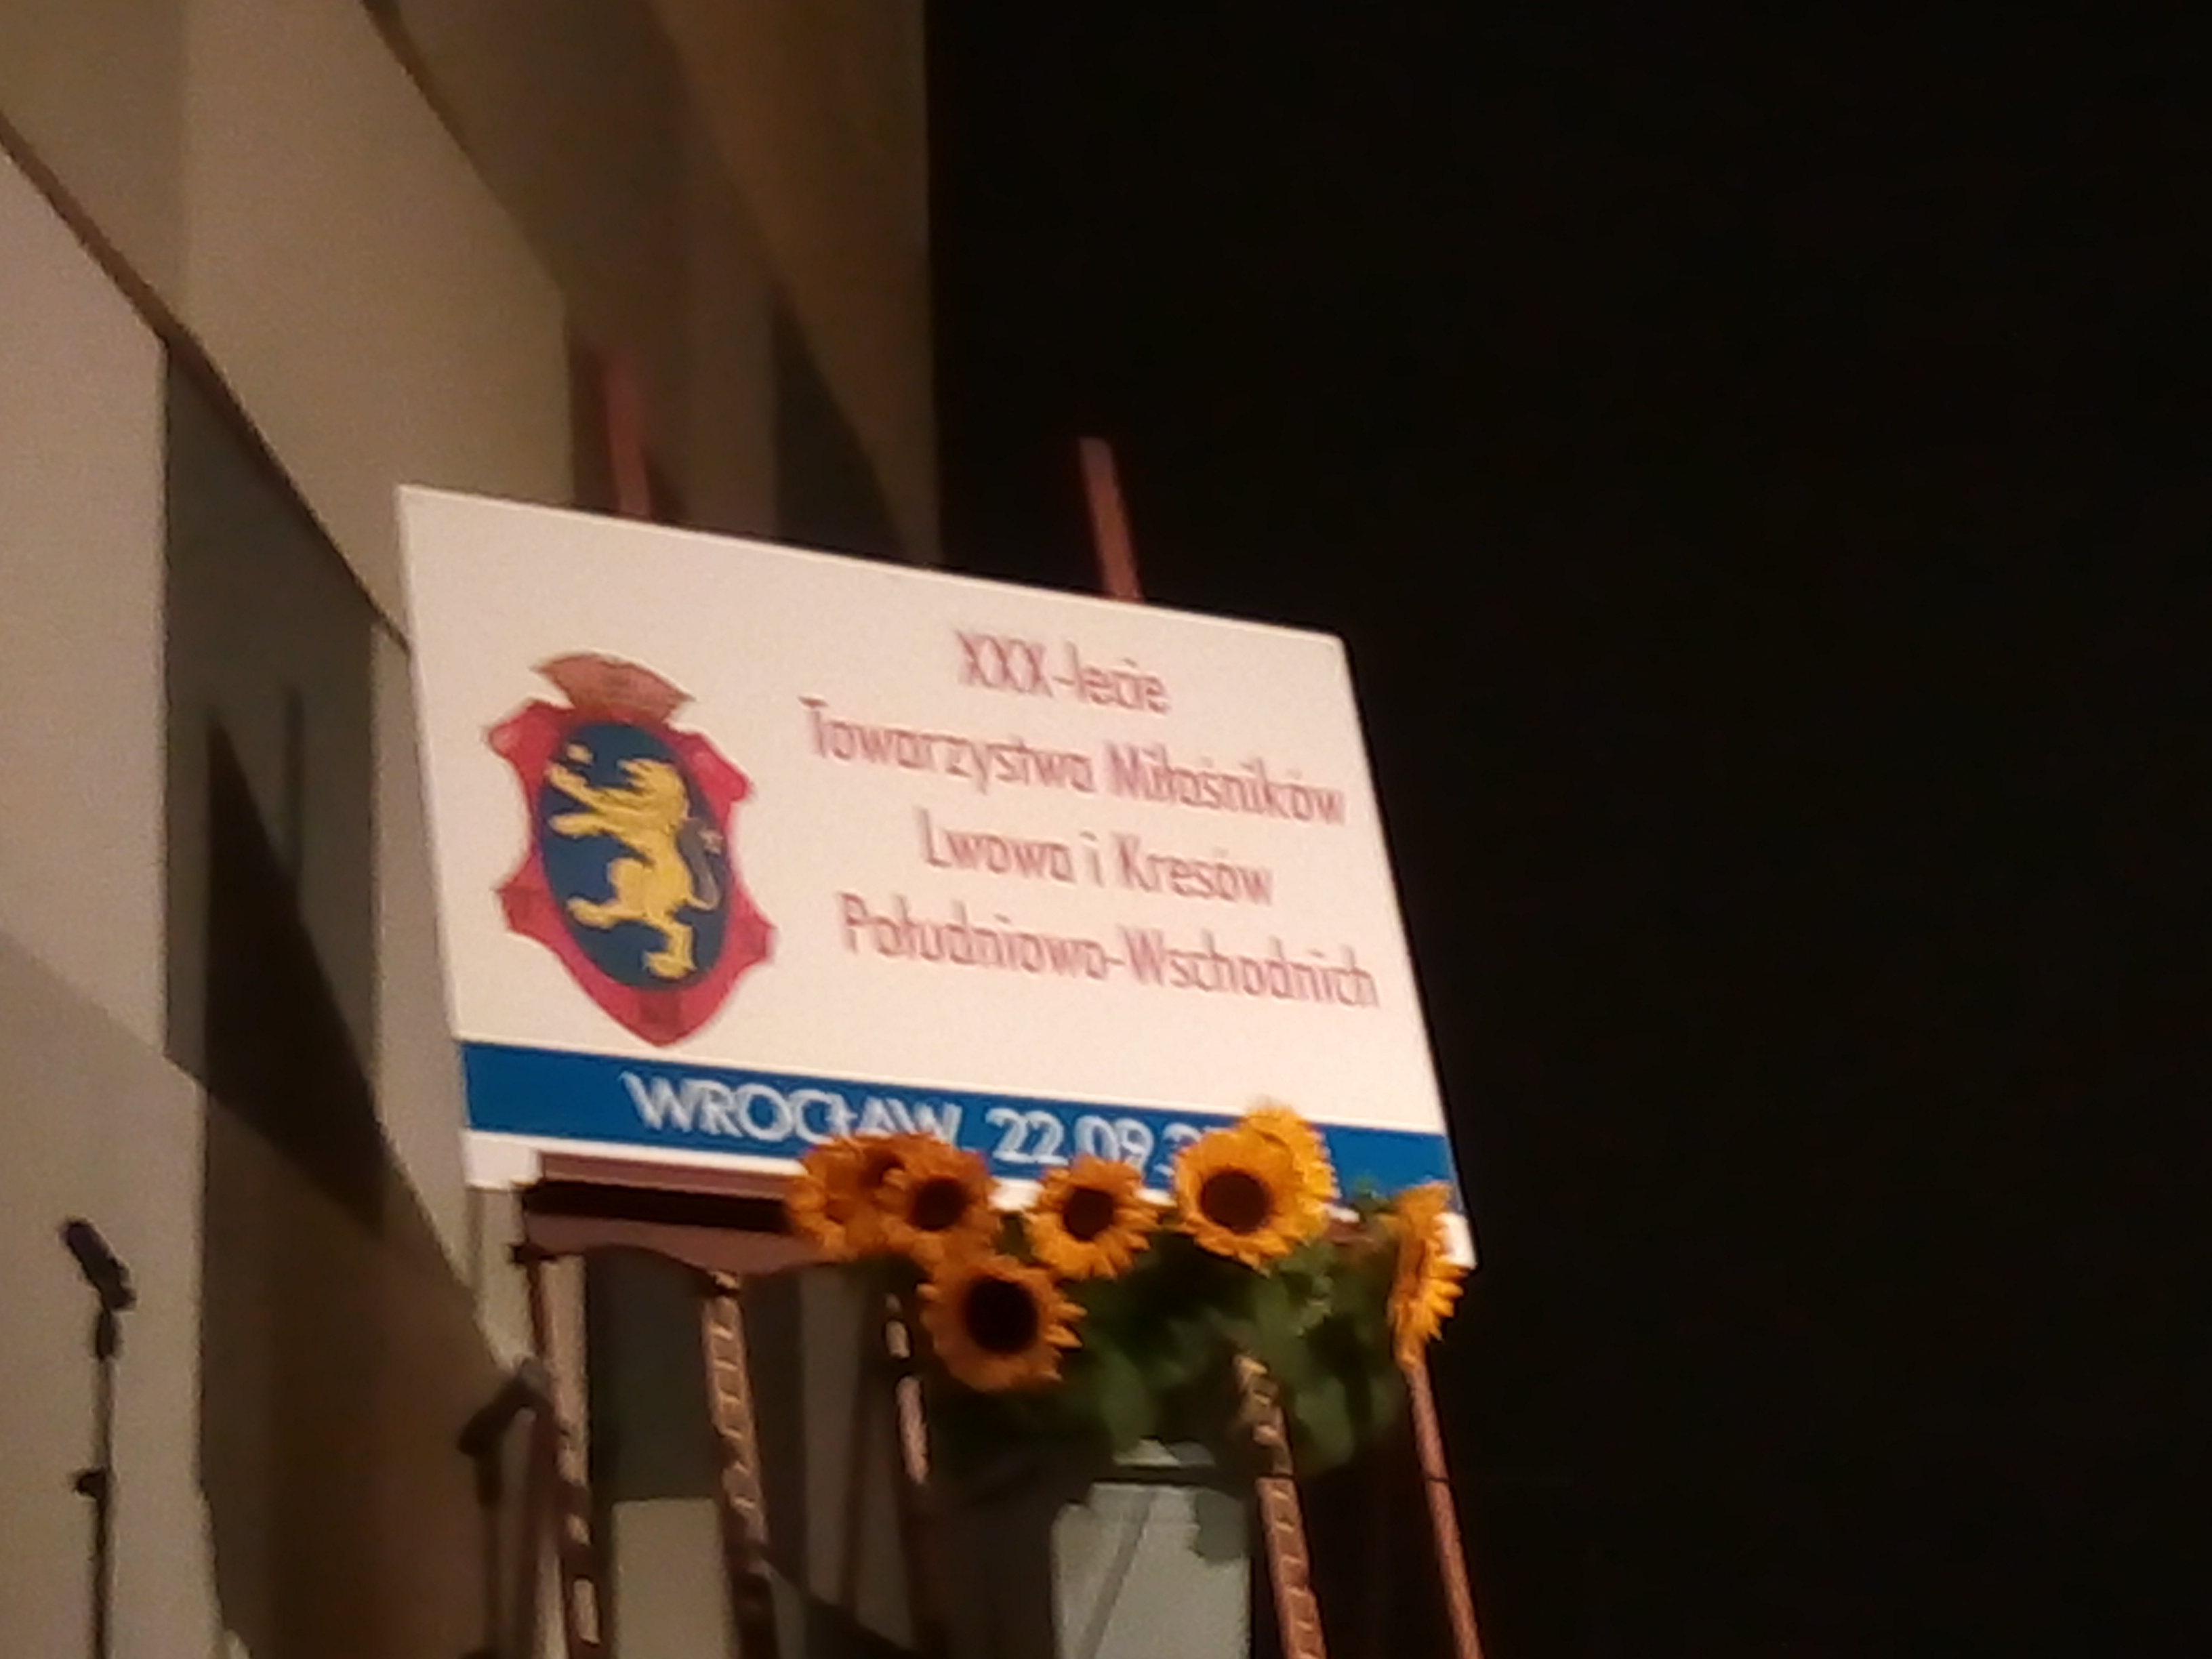 XXX-lecie
Towarzystwa Miłośników
Lwowa i Kresów
Południowo-Wschodnich
WROCŁAW 22.09.